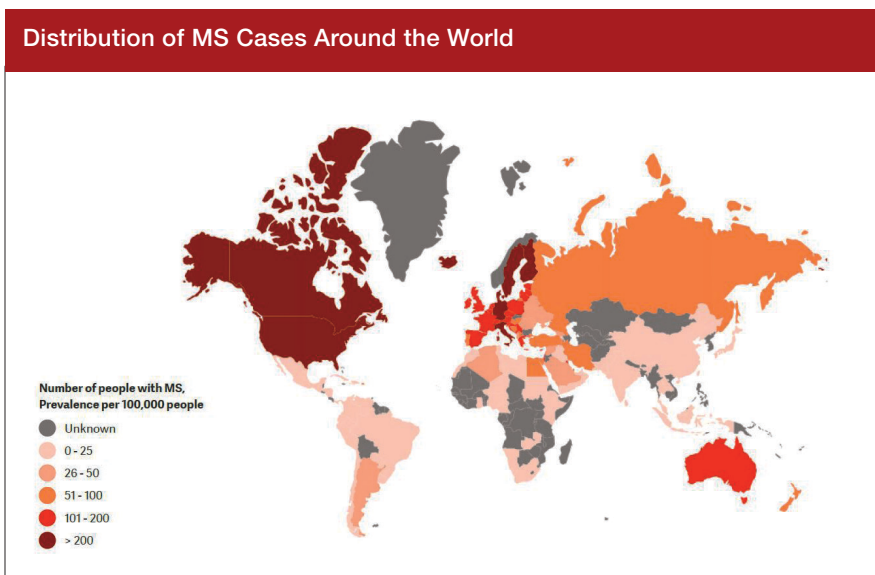 Distribution of MS Cases Around the World
Number of people with MS,
Prevalence per 100,000 people
Unknown
0 - 25
26 - 50
51 - 100
101 - 200
> 200